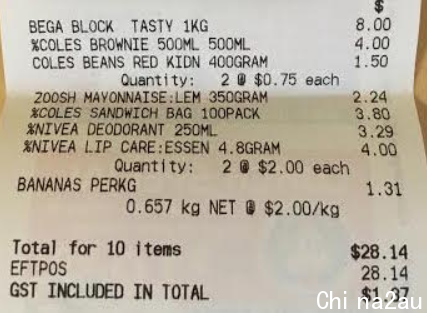 $
BEGA BLOCK TASTY 1KG 8.00
%COLES BROWNIE 500ML 500ML 4.00
COLES BEANS RED KIDN 400GRAM 1.50
Quantity: 2 @ $0.75 each
ZOOSH MAYONNAISE:LEM 350GRAM 2.24
%COLES SANDWICH BAG 100PACK 3.80
%NIVEA DEODORANT 250ML 3.29
%NIVEA LIP CARE:ESSEN 4.8GRAM 4.00
Quantity: 2 @ $2.00 each
BANANAS PERKG 1.31
0.657 kg NET @ $2.00/kg
Total for 10 items $28.14
EFTPOS 28.14
GST INCLUDED IN TOTAL
China2au